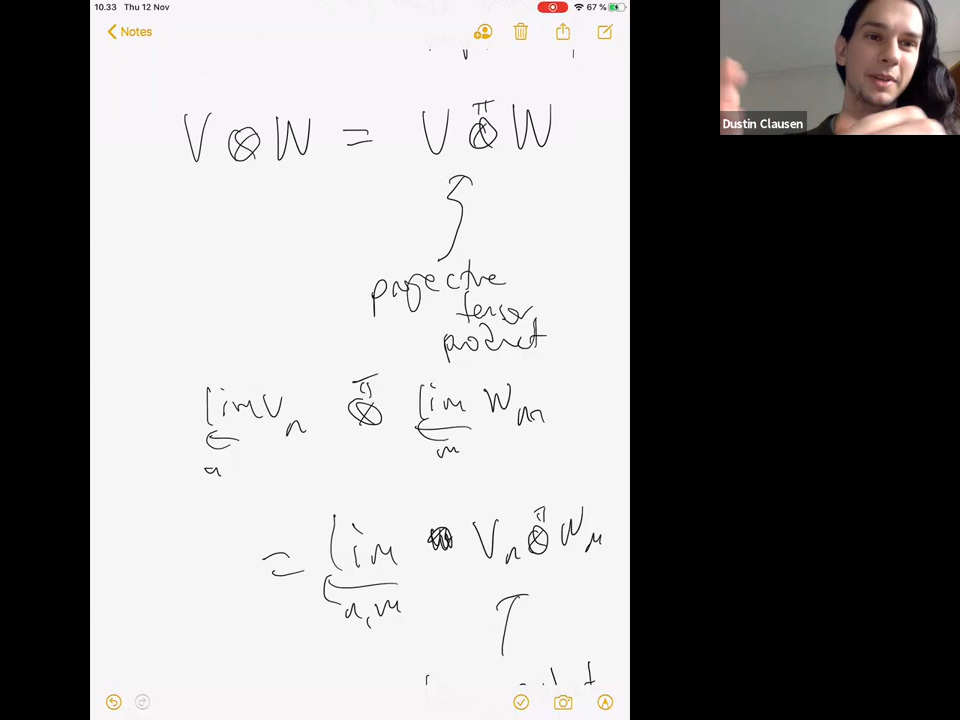 10.33 Thu 12 Nov
67 %
Notes
V ⊗ W = V ⊗^π W
projective
tensor
product
lim V_n ⊗^π lim W_m
n m
= lim V_n ⊗^π W_m
n, m
Dustin Clausen